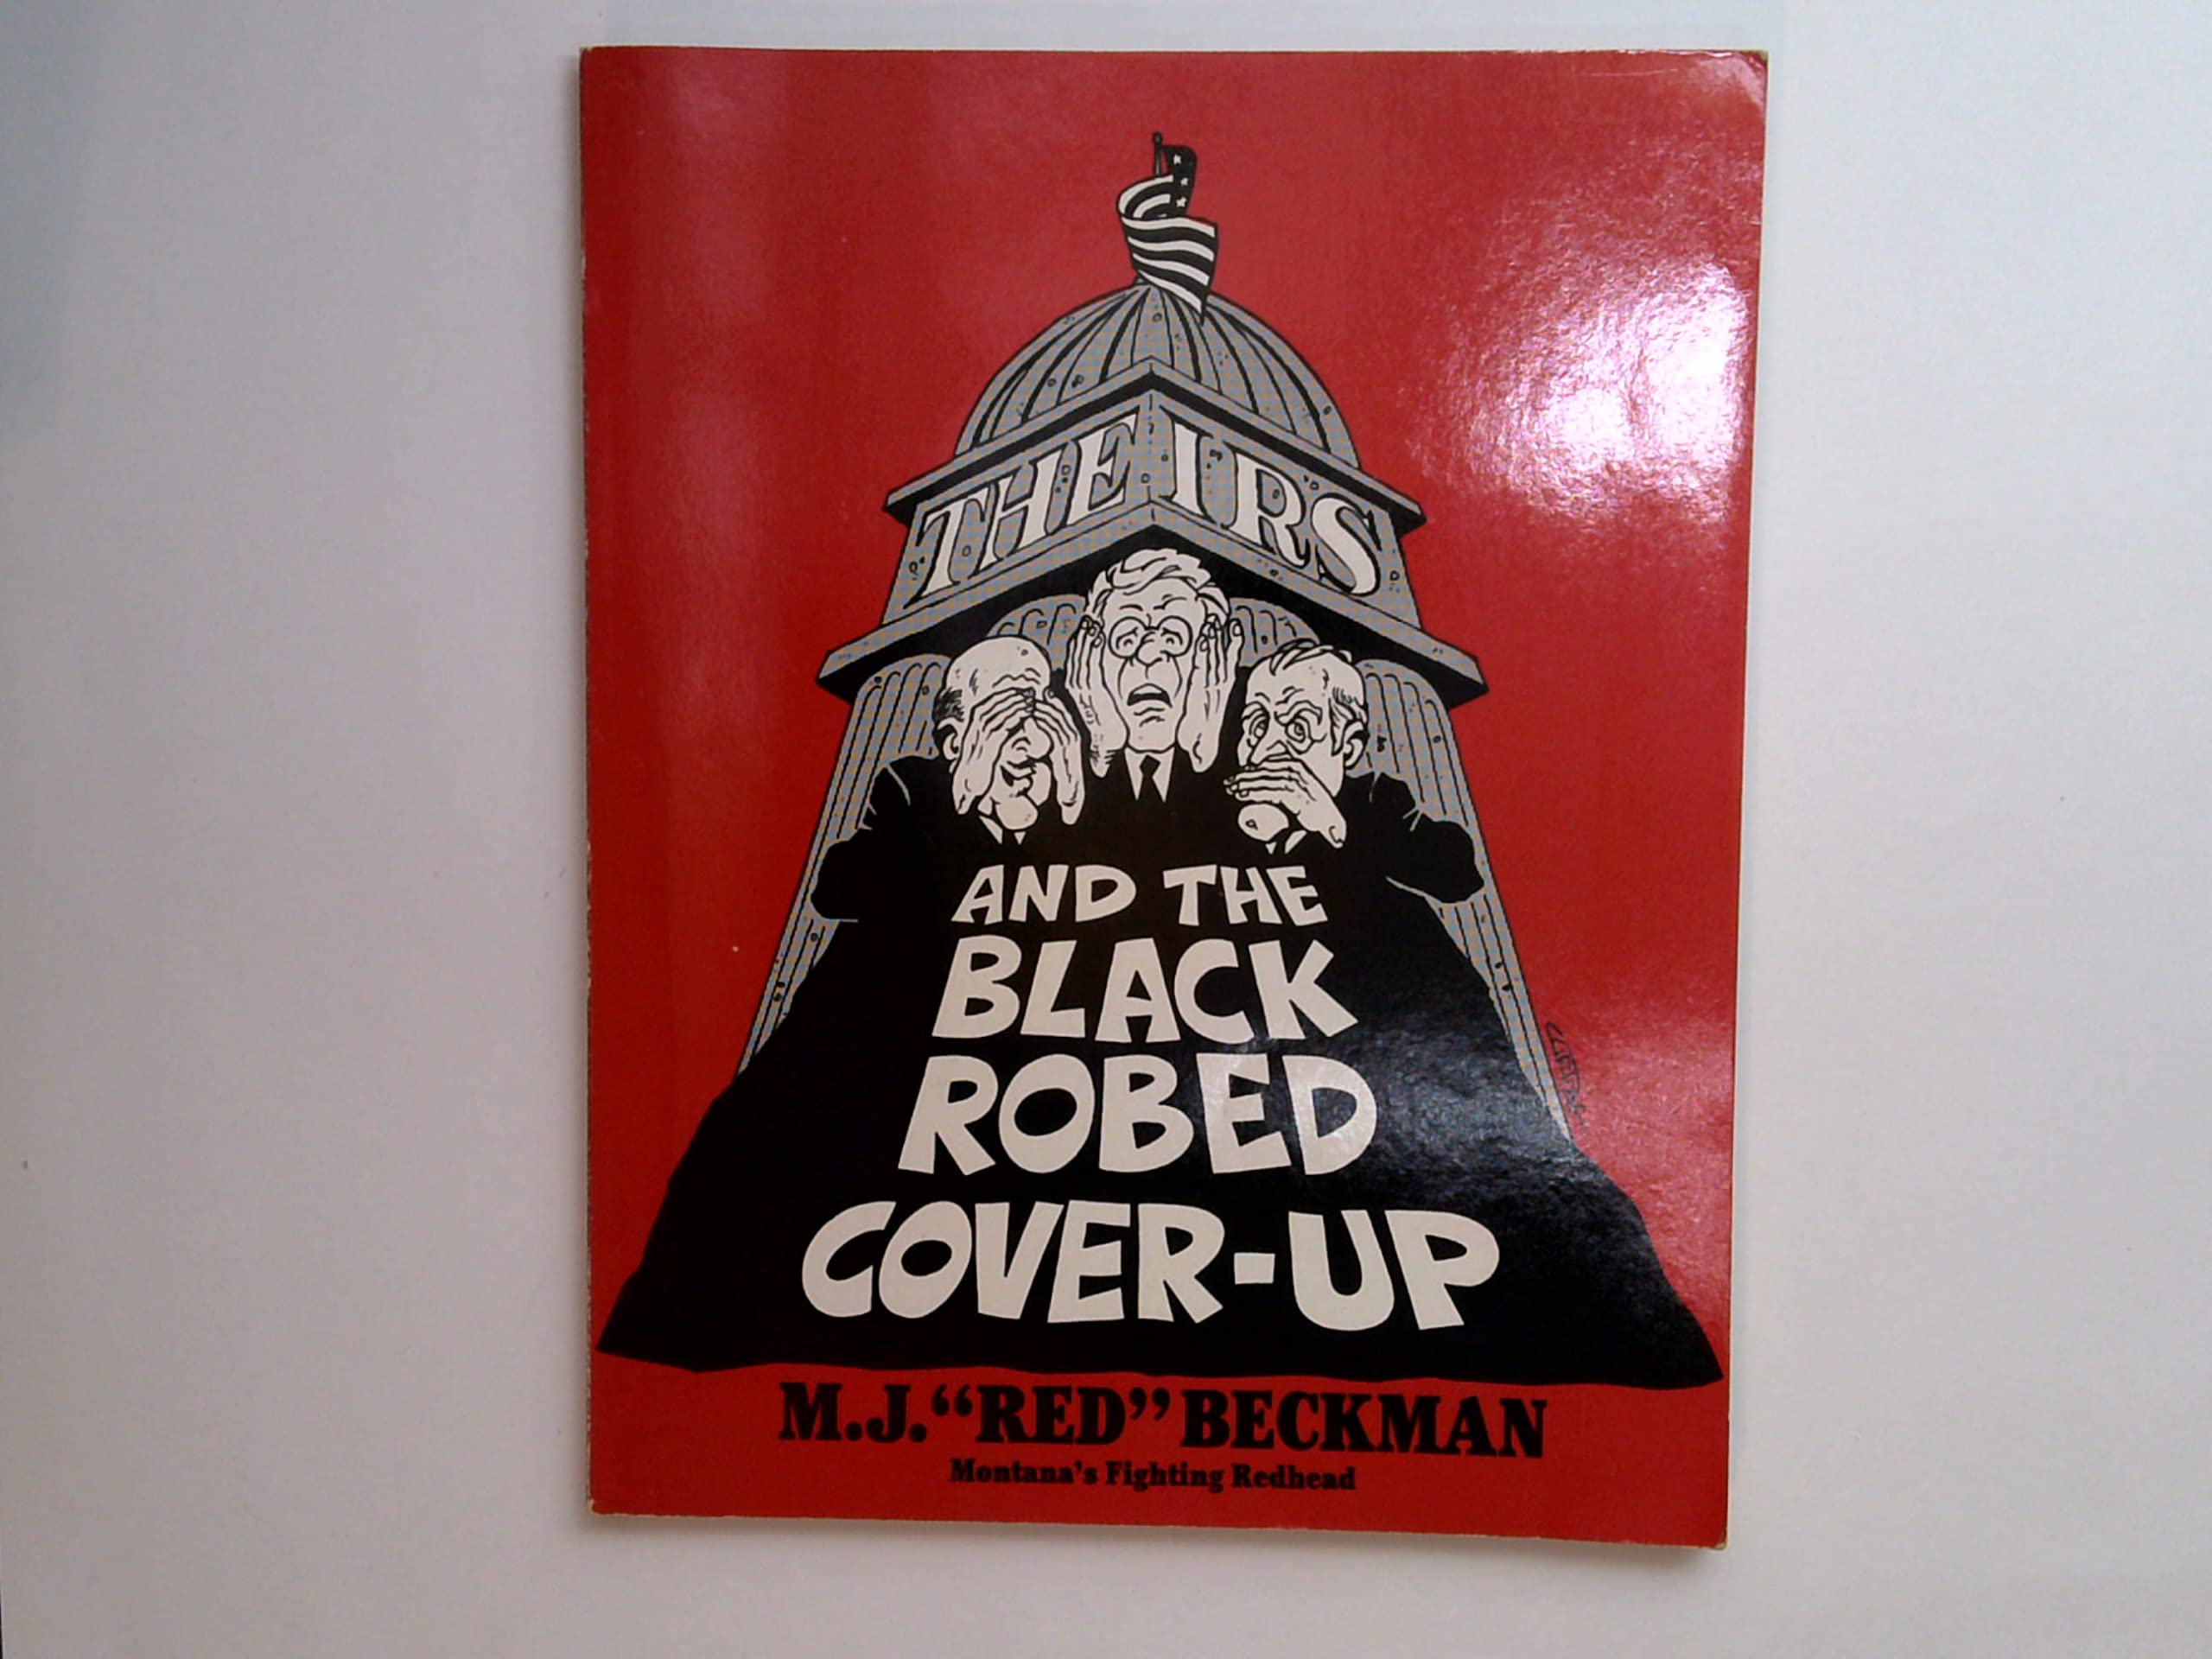 THE IRS
AND THE
BLACK
ROBED
COVER-UP
M.J. “RED” BECKMAN
Montana's Fighting Redhead